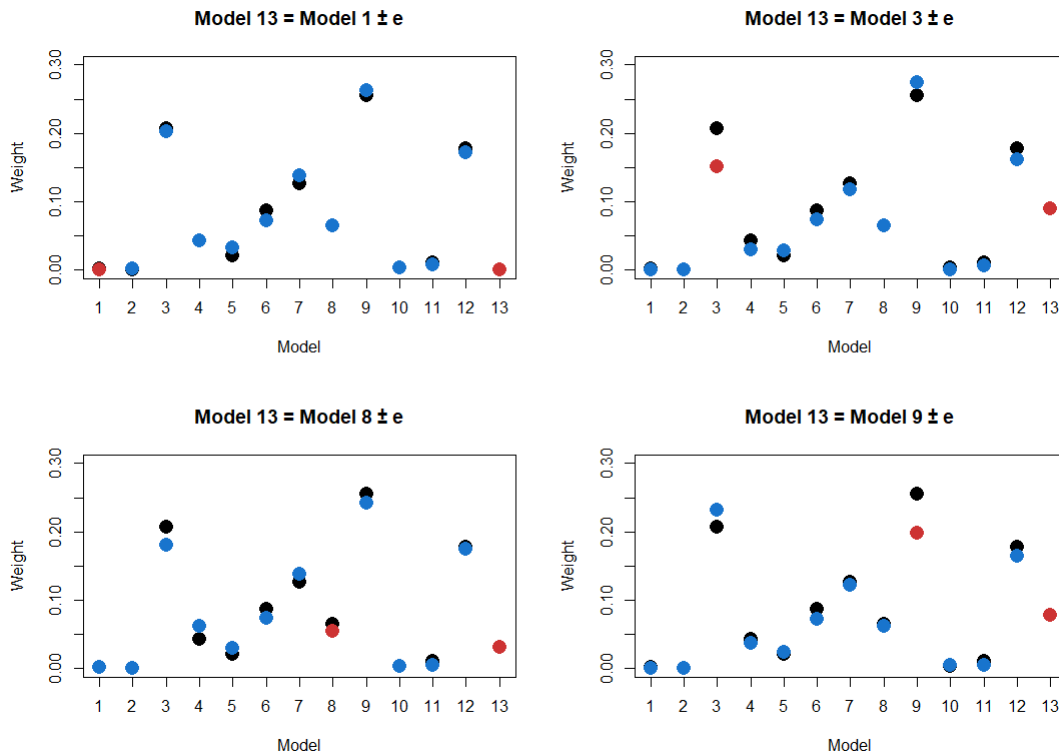 Model 13 = Model 1 ± e
Weight
0.30
0.20
0.10
0.00
1 2 3 4 5 6 7 8 9 10 11 12 13
Model
Model 13 = Model 3 ± e
Weight
0.30
0.20
0.10
0.00
1 2 3 4 5 6 7 8 9 10 11 12 13
Model
Model 13 = Model 8 ± e
Weight
0.30
0.20
0.10
0.00
1 2 3 4 5 6 7 8 9 10 11 12 13
Model
Model 13 = Model 9 ± e
Weight
0.30
0.20
0.10
0.00
1 2 3 4 5 6 7 8 9 10 11 12 13
Model